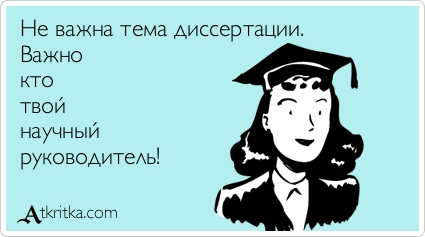 Не важна тема диссертации.
Важно
кто
твой
научный
руководитель!
Atkritka.com